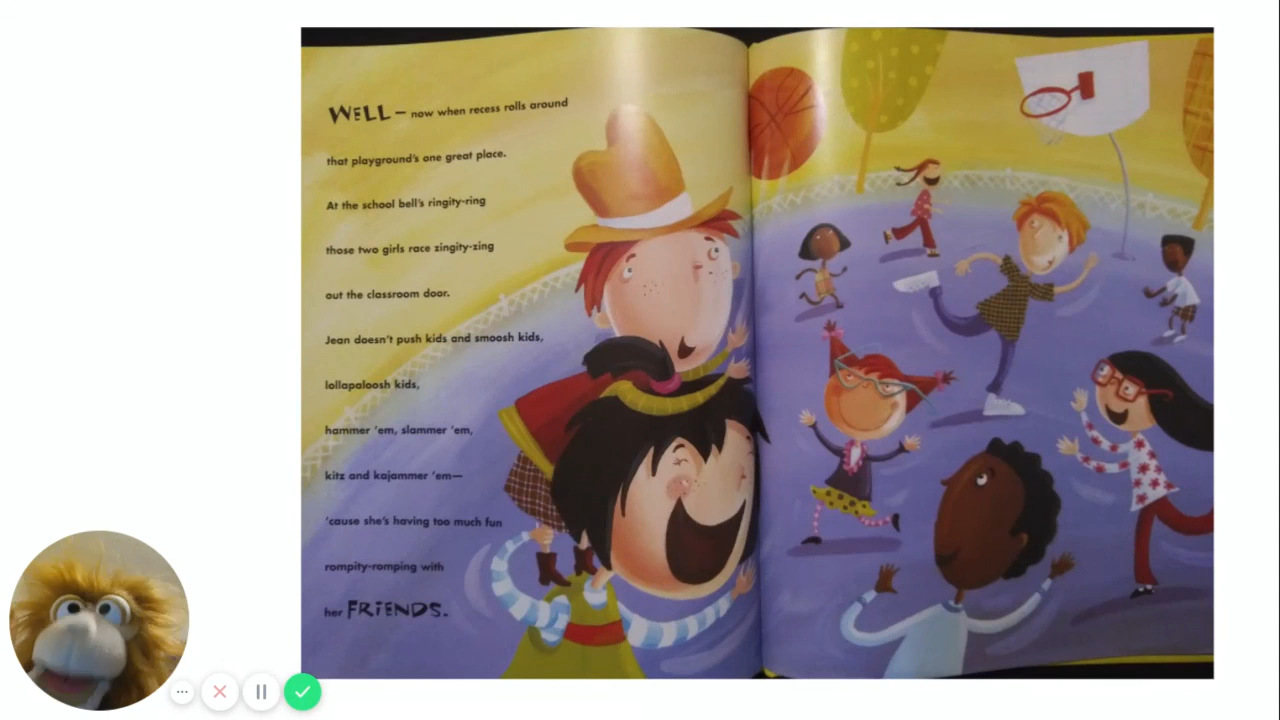 WELL – now when recess rolls around
that playground's one great place.
At the school bell's ringity-ring
those two girls race zingity-zing
out the classroom door.
Jean doesn't push kids and smoosh kids,
lollapaloosh kids,
hammer 'em, slammer 'em,
kitz and kajammer 'em—
'cause she's having too much fun
rompity-romping with
her FRIENDS.